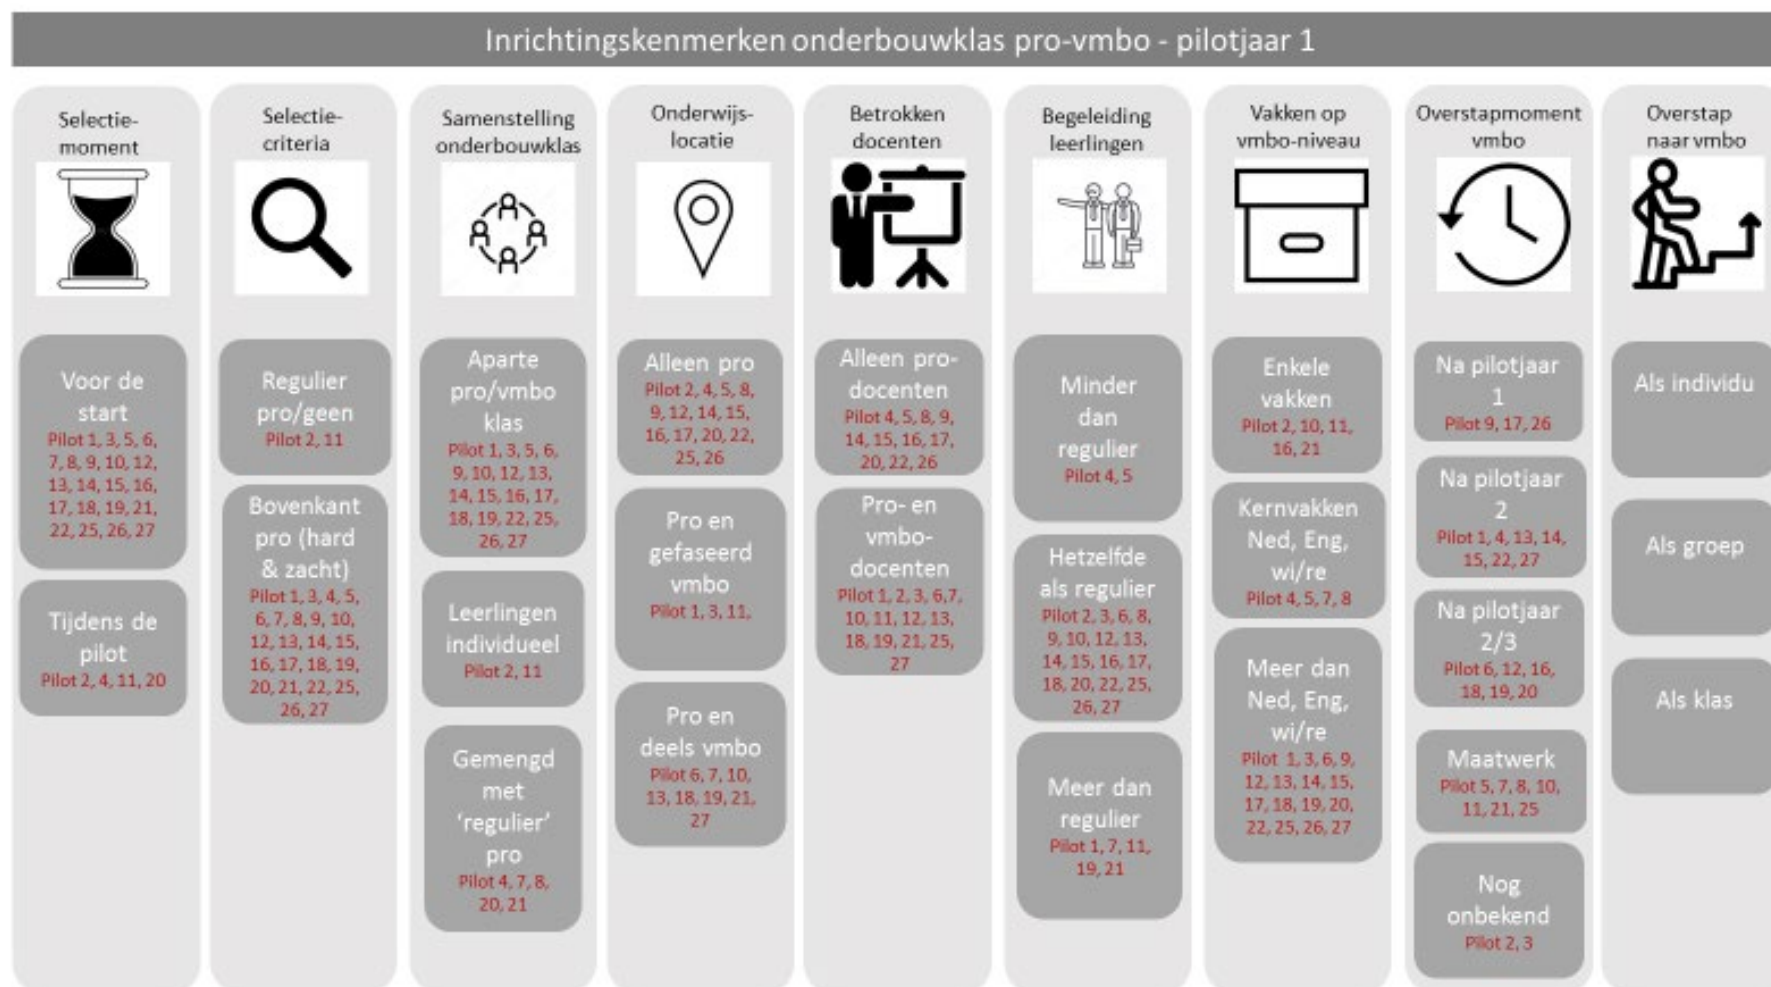 Inrichtingskenmerken onderbouwklas pro-vmbo - pilotjaar 1
Selectie-
moment
Voor de
start
Pilot 1, 3, 5, 6,
7, 8, 9, 10, 12,
13, 14, 15, 16,
17, 18, 19, 21,
22, 25, 26, 27
Tijdens de
pilot
Pilot 2, 4, 11, 20
Selectie-
criteria
Regulier
pro/geen
Pilot 2, 11
Bovenkant
pro (hard
& zacht)
Pilot 1, 3, 4, 5,
6, 7, 8, 9, 10,
12, 13, 14, 15,
16, 17, 18, 19,
20, 21, 22, 25,
26, 27
Samenstelling
onderbouwklas
Aparte
pro/vmbo
klas
Pilot 1, 3, 5, 6,
9, 10, 12, 13,
14, 15, 16, 17,
18, 19, 22, 25,
26, 27
Leerlingen
individueel
Pilot 2, 11
Gemengd
met
‘regulier’
pro
Pilot 4, 7, 8,
20, 21
Onderwijs-
locatie
Alleen pro
Pilot 2, 4, 5, 8,
9, 12, 14, 15,
16, 17, 20, 22,
25, 26
Pro en
gefaseerd
vmbo
Pilot 1, 3, 11,
Pro en
deels vmbo
Pilot 6, 7, 10,
13, 18, 19, 21,
27
Betrokken
docenten
Alleen pro-
docenten
Pilot 4, 5, 8, 9,
14, 15, 16, 17,
20, 22, 26
Pro- en
vmbo-
docenten
Pilot 1, 2, 3, 6,7,
10, 11, 12, 13,
18, 19, 21, 25,
27
Begeleiding
leerlingen
Minder
dan
regulier
Pilot 4, 5
Hetzelfde
als regulier
Pilot 2, 3, 6, 8,
9, 10, 12, 13,
14, 15, 16, 17,
18, 20, 22, 25,
26, 27
Meer dan
regulier
Pilot 1, 7, 11,
19, 21
Vakken op
vmbo-niveau
Enkele
vakken
Pilot 2, 10, 11,
16, 21
Kernvakken
Ned, Eng,
wi/re
Pilot 4, 5, 7, 8
Meer dan
Ned, Eng,
wi/re
Pilot 1, 3, 6, 9,
12, 13, 14, 15,
17, 18, 19, 20,
22, 25, 26, 27
Overstapmoment
vmbo
Na pilotjaar
1
Pilot 9, 17, 26
Na pilotjaar
2
Pilot 1, 4, 13, 14,
15, 22, 27
Na pilotjaar
2/3
Pilot 6, 12, 16,
18, 19, 20
Maatwerk
Pilot 5, 7, 8, 10,
11, 21, 25
Nog
onbekend
Pilot 2, 3
Overstap
naar vmbo
Als individu
Als groep
Als klas